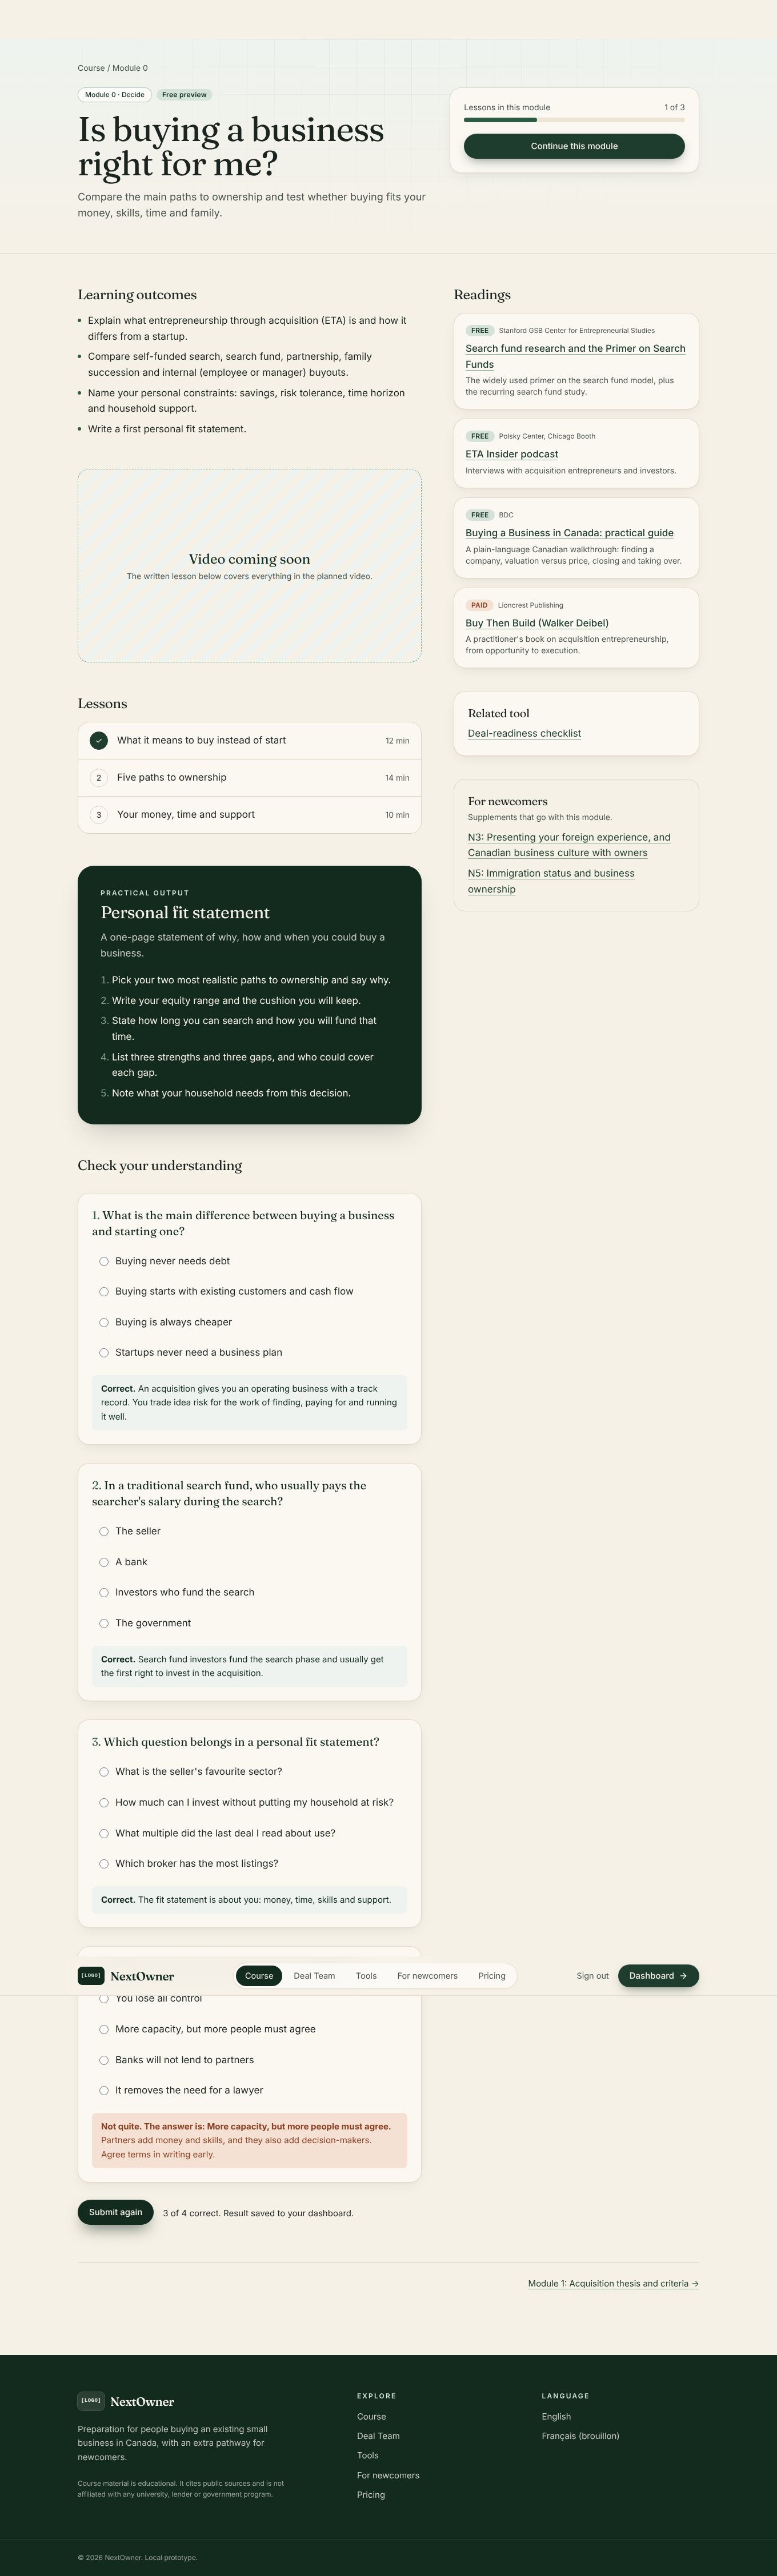 Course / Module 0
Module 0 · Decide
Free preview
Is buying a business
right for me?
Compare the main paths to ownership and test whether buying fits your
money, skills, time and family.
Lessons in this module
1 of 3
Continue this module
Learning outcomes
Explain what entrepreneurship through acquisition (ETA) is and how it
differs from a startup.
Compare self-funded search, search fund, partnership, family
succession and internal (employee or manager) buyouts.
Name your personal constraints: savings, risk tolerance, time horizon
and household support.
Write a first personal fit statement.
Video coming soon
The written lesson below covers everything in the planned video.
Lessons
✓ What it means to buy instead of start 12 min
2 Five paths to ownership 14 min
3 Your money, time and support 10 min
PRACTICAL OUTPUT
Personal fit statement
A one-page statement of why, how and when you could buy a
business.
1. Pick your two most realistic paths to ownership and say why.
2. Write your equity range and the cushion you will keep.
3. State how long you can search and how you will fund that
time.
4. List three strengths and three gaps, and who could cover
each gap.
5. Note what your household needs from this decision.
Check your understanding
1. What is the main difference between buying a business
and starting one?
Buying never needs debt
Buying starts with existing customers and cash flow
Buying is always cheaper
Startups never need a business plan
Correct. An acquisition gives you an operating business with a track
record. You trade idea risk for the work of finding, paying for and running
it well.
2. In a traditional search fund, who usually pays the
searcher's salary during the search?
The seller
A bank
Investors who fund the search
The government
Correct. Search fund investors fund the search phase and usually get
the first right to invest in the acquisition.
3. Which question belongs in a personal fit statement?
What is the seller's favourite sector?
How much can I invest without putting my household at risk?
What multiple did the last deal I read about use?
Which broker has the most listings?
Correct. The fit statement is about you: money, time, skills and support.
[LOGO] NextOwner
Course
Deal Team
Tools
For newcomers
Pricing
Sign out
Dashboard →
You lose all control
More capacity, but more people must agree
Banks will not lend to partners
It removes the need for a lawyer
Not quite. The answer is: More capacity, but more people must agree.
Partners add money and skills, and they also add decision-makers.
Agree terms in writing early.
Submit again
3 of 4 correct. Result saved to your dashboard.
Readings
FREE Stanford GSB Center for Entrepreneurial Studies
Search fund research and the Primer on Search
Funds
The widely used primer on the search fund model, plus
the recurring search fund study.
FREE Polsky Center, Chicago Booth
ETA Insider podcast
Interviews with acquisition entrepreneurs and investors.
FREE BDC
Buying a Business in Canada: practical guide
A plain-language Canadian walkthrough: finding a
company, valuation versus price, closing and taking over.
PAID Lioncrest Publishing
Buy Then Build (Walker Deibel)
A practitioner's book on acquisition entrepreneurship,
from opportunity to execution.
Related tool
Deal-readiness checklist
For newcomers
Supplements that go with this module.
N3: Presenting your foreign experience, and
Canadian business culture with owners
N5: Immigration status and business
ownership
Module 1: Acquisition thesis and criteria →
[LOGO] NextOwner
Preparation for people buying an existing small
business in Canada, with an extra pathway for
newcomers.
Course material is educational. It cites public sources and is not
affiliated with any university, lender or government program.
EXPLORE
Course
Deal Team
Tools
For newcomers
Pricing
LANGUAGE
English
Français (brouillon)
© 2026 NextOwner. Local prototype.